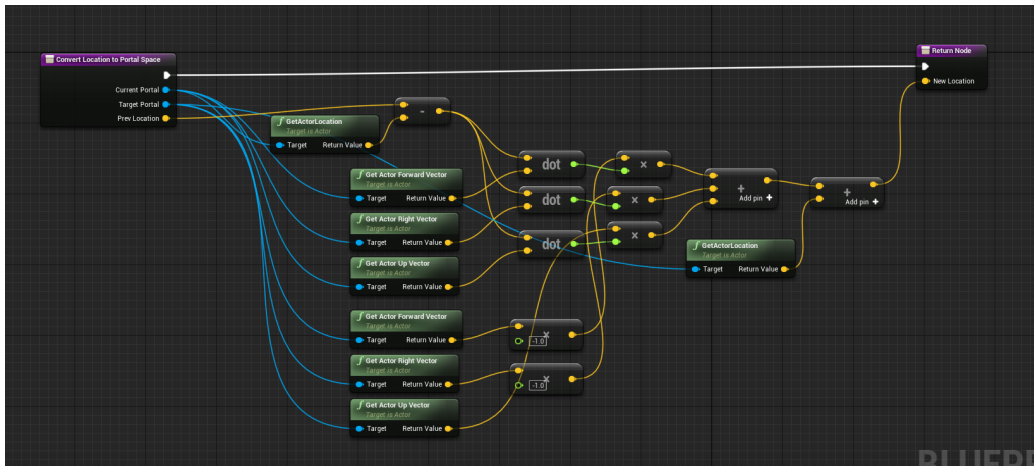 Convert Location to Portal Space
Current Portal
Target Portal
Prev Location
Return Node
New Location
-
f GetActorLocation
Target is Actor
Target Return Value
f Get Actor Forward Vector
Target is Actor
Target Return Value
f Get Actor Right Vector
Target is Actor
Target Return Value
f Get Actor Up Vector
Target is Actor
Target Return Value
f Get Actor Forward Vector
Target is Actor
Target Return Value
f Get Actor Right Vector
Target is Actor
Target Return Value
f Get Actor Up Vector
Target is Actor
Target Return Value
dot
dot
dot
×
×
×
×
-1.0
×
-1.0
+
Add pin +
+
Add pin +
f GetActorLocation
Target is Actor
Target Return Value